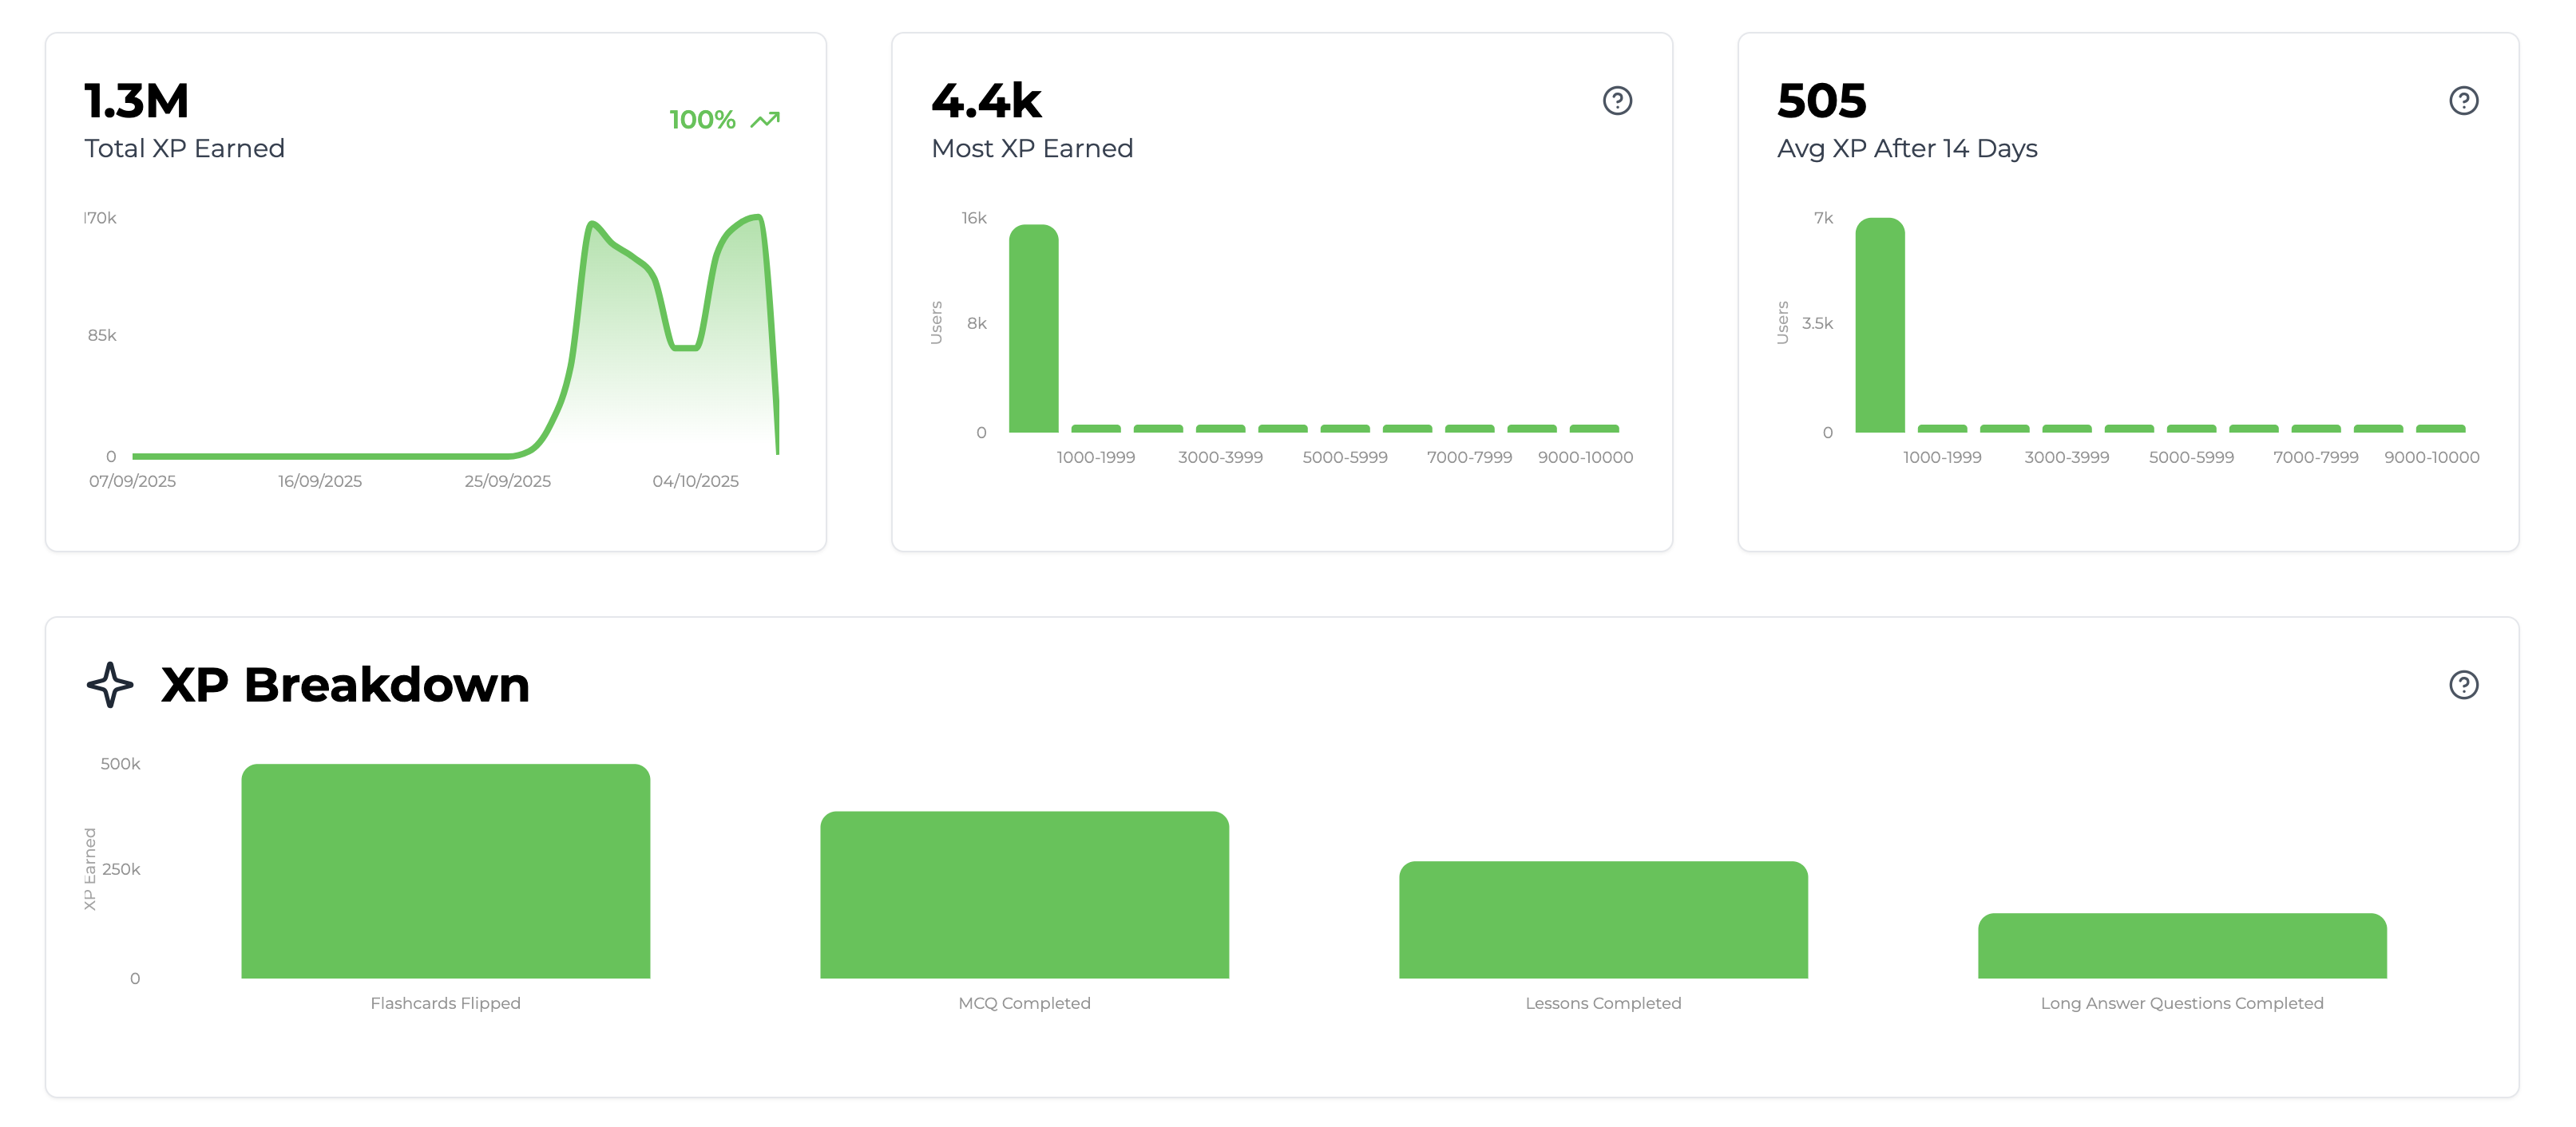 1.3M
Total XP Earned
100%
170k
85k
0
07/09/2025 16/09/2025 25/09/2025 04/10/2025
4.4k
Most XP Earned
16k
8k
0
Users
1000-1999 3000-3999 5000-5999 7000-7999 9000-10000
505
Avg XP After 14 Days
7k
3.5k
0
Users
1000-1999 3000-3999 5000-5999 7000-7999 9000-10000
XP Breakdown
500k
250k
0
XP Earned
Flashcards Flipped MCQ Completed Lessons Completed Long Answer Questions Completed